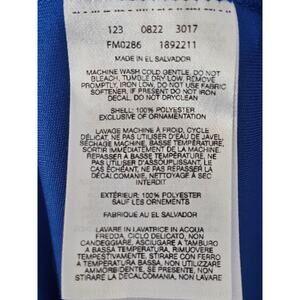 123 0822 3017
FM0286 1892211
MADE IN EL SALVADOR
MACHINE WASH COLD GENTLE, DO NOT
BLEACH, TUMBLE DRY LOW, REMOVE
PROMPTLY, IRON LOW, DO NOT USE FABRIC
SOFTENER, IF PRESENT DO NOT IRON
DECAL, DO NOT DRYCLEAN
SHELL: 100% POLYESTER
EXCLUSIVE OF ORNAMENTATION
LAVAGE MACHINE À FROID, CYCLE
DÉLICAT, NE PAS UTILISER D'EAU DE JAVEL,
SÉCHAGE MACHINE, BASSE TEMPÉRATURE,
SORTIR IMMÉDIATEMENT DE LA MACHINE,
REPASSER À BASSE TEMPÉRATURE, NE PAS
UTILISER D'ASSOUPLISSANT, LE
CAS ÉCHÉANT, NE PAS REPASSER LA
DÉCALCOMANIE, NETTOYAGE À SEC
INTERDIT
EXTÉRIEUR: 100% POLYESTER
SAUF LES ORNEMENTS
FABRIQUÉ AU EL SALVADOR
LAVARE IN LAVATRICE IN ACQUA
FREDDA, CICLO DELICATO, NON
CANDEGGIARE, ASCIUGARE A TAMBURO
A BASSA TEMPERATURA, RIMUOVERE
TEMPESTIVAMENTE, STIRARE CON FERRO
A TEMPERATURA BASSA, NON UTILIZZARE
AMMORBIDENTE, SE PRESENTE, NON
STIRARE LA DECALCOMANIA, NON LAVARE